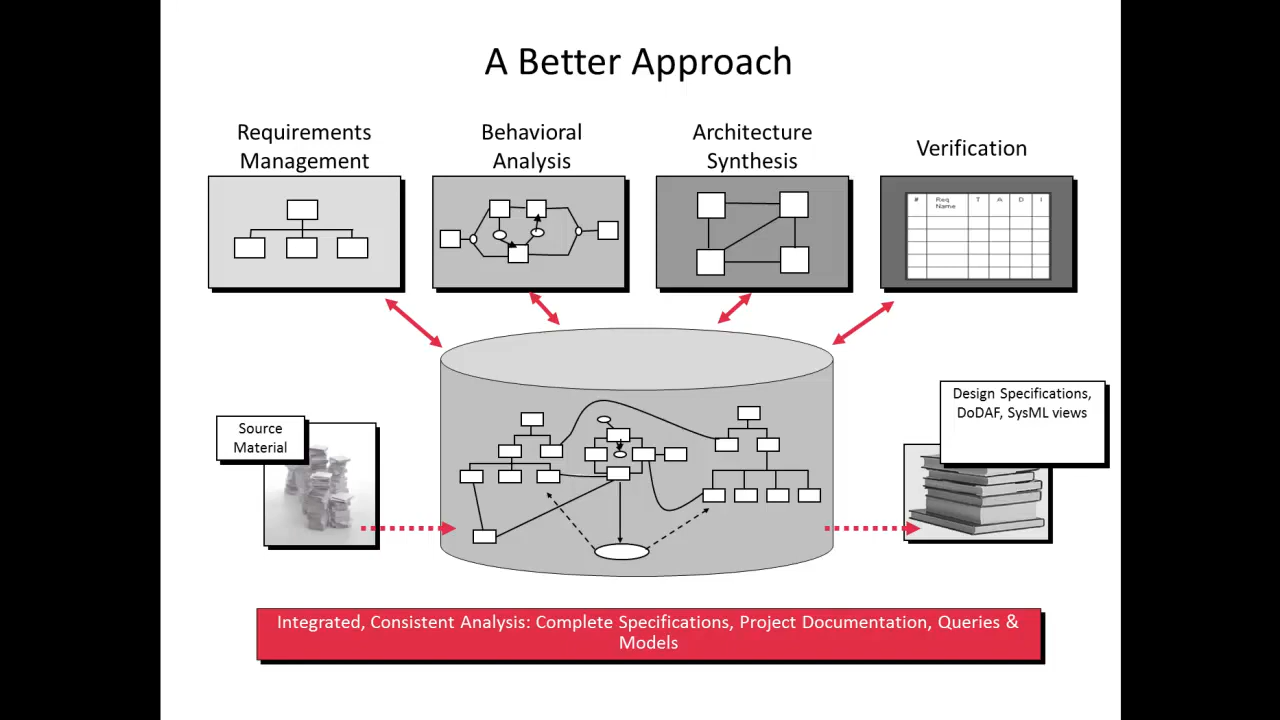 A Better Approach
Requirements
Management
Behavioral
Analysis
Architecture
Synthesis
Verification
# Req Name T A D I
Source
Material
Design Specifications,
DoDAF, SysML views
Integrated, Consistent Analysis: Complete Specifications, Project Documentation, Queries &
Models